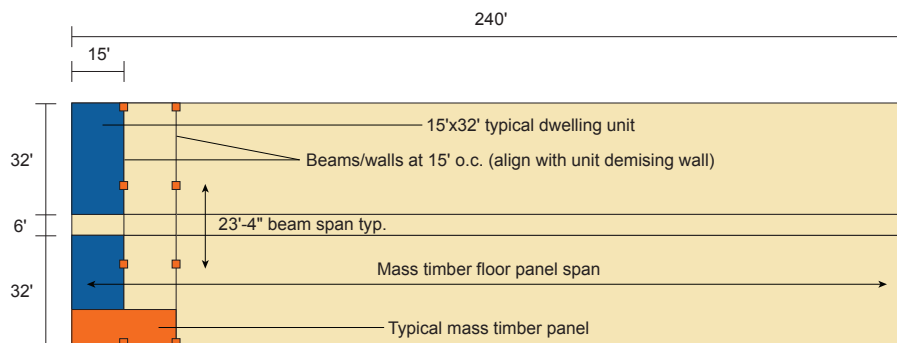 240'
15'
15'x32' typical dwelling unit
32'
Beams/walls at 15' o.c. (align with unit demising wall)
6'
23'-4" beam span typ.
Mass timber floor panel span
32'
Typical mass timber panel